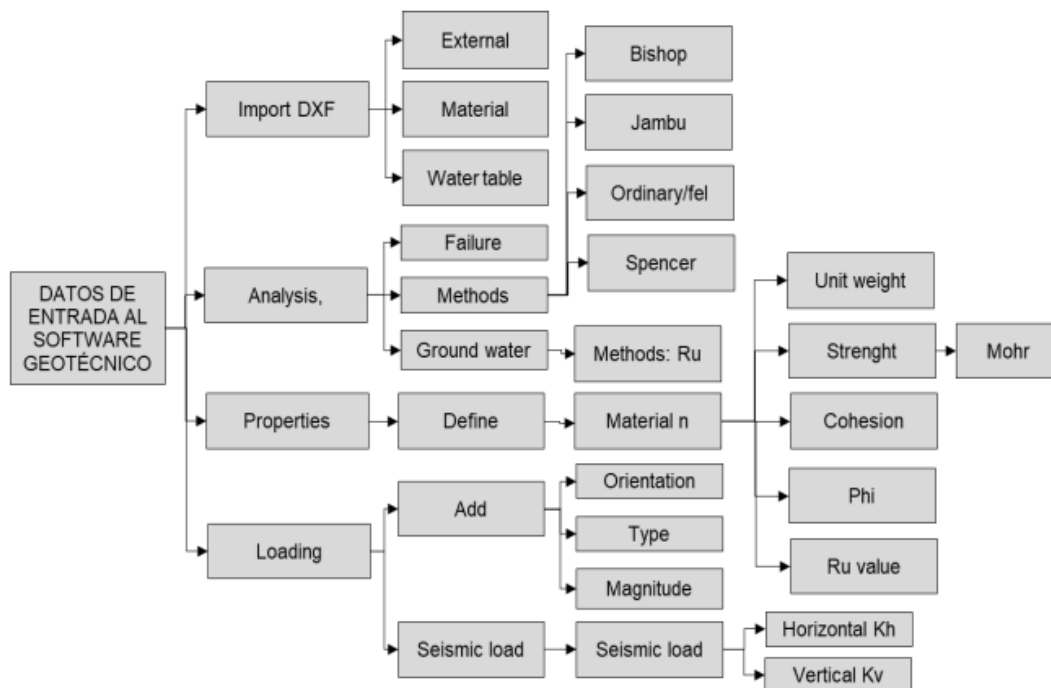 DATOS DE
ENTRADA AL
SOFTWARE
GEOTÉCNICO
Import DXF
External
Material
Water table
Analysis,
Failure
Methods
Bishop
Jambu
Ordinary/fel
Spencer
Ground water
Methods: Ru
Properties
Define
Material n
Unit weight
Strenght
Mohr
Cohesion
Phi
Ru value
Loading
Add
Orientation
Type
Magnitude
Seismic load
Seismic load
Horizontal Kh
Vertical Kv